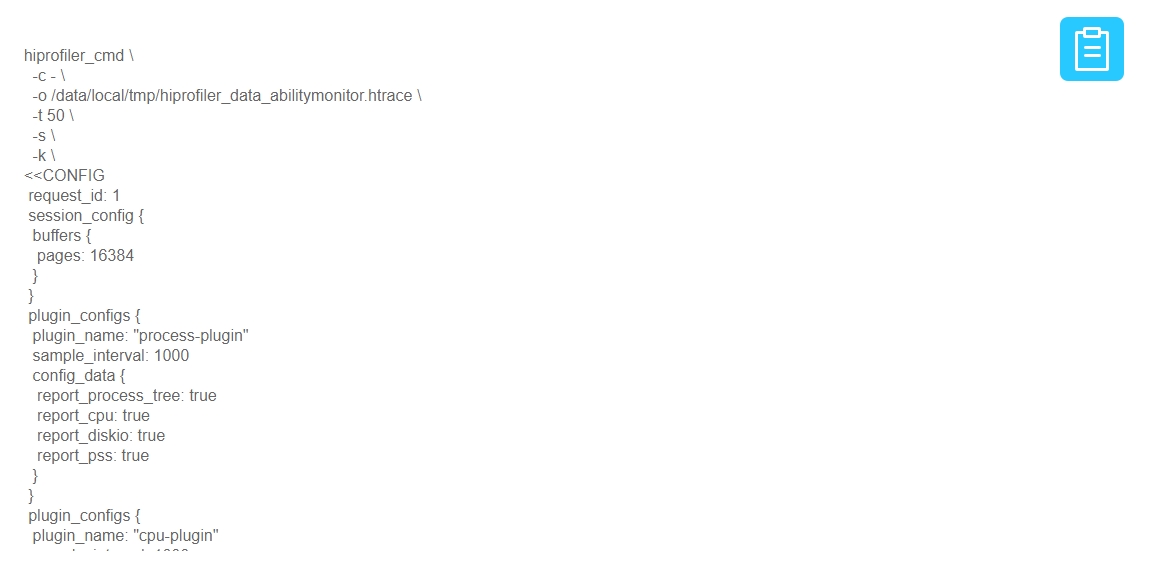 hiprofiler_cmd \
-c - \
-o /data/local/tmp/hiprofiler_data_abilitymonitor.htrace \
-t 50 \
-s \
-k \
<<CONFIG
request_id: 1
session_config {
buffers {
pages: 16384
}
}
plugin_configs {
plugin_name: "process-plugin"
sample_interval: 1000
config_data {
report_process_tree: true
report_cpu: true
report_diskio: true
report_pss: true
}
}
plugin_configs {
plugin_name: "cpu-plugin"